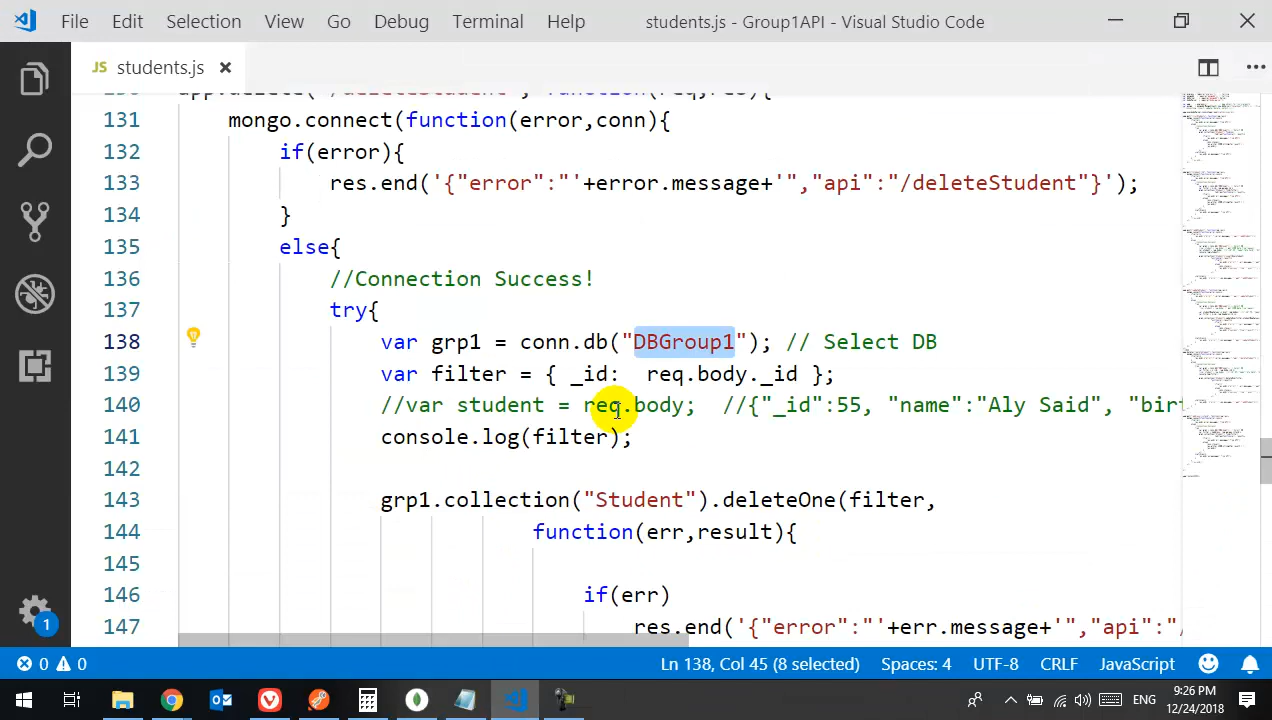 File Edit Selection View Go Debug Terminal Help students.js - Group1API - Visual Studio Code
JS students.js
131 mongo.connect(function(error,conn){
132 if(error){
133 res.end('{"error":"'+error.message+'","api":"/deleteStudent"}');
134 }
135 else{
136 //Connection Success!
137 try{
138 var grp1 = conn.db("DBGroup1"); // Select DB
139 var filter = { _id: req.body._id };
140 //var student = req.body; //{"_id":55, "name":"Aly Said", "birt
141 console.log(filter);
142
143 grp1.collection("Student").deleteOne(filter,
144 function(err,result){
145
146 if(err)
147 res.end('{"error":"'+err.message+'","api":"/
1
0 0 Ln 138, Col 45 (8 selected) Spaces: 4 UTF-8 CRLF JavaScript
ENG 9:26 PM
12/24/2018